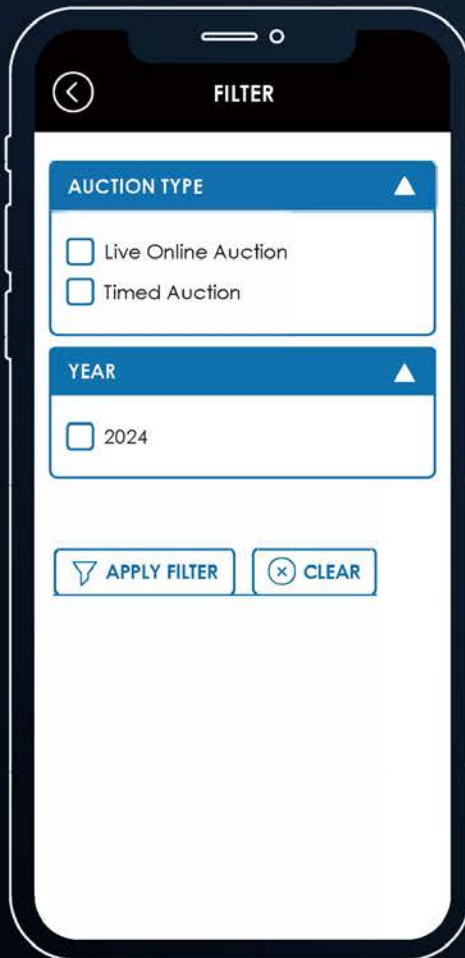 FILTER
AUCTION TYPE
Live Online Auction
Timed Auction
YEAR
2024
APPLY FILTER
CLEAR